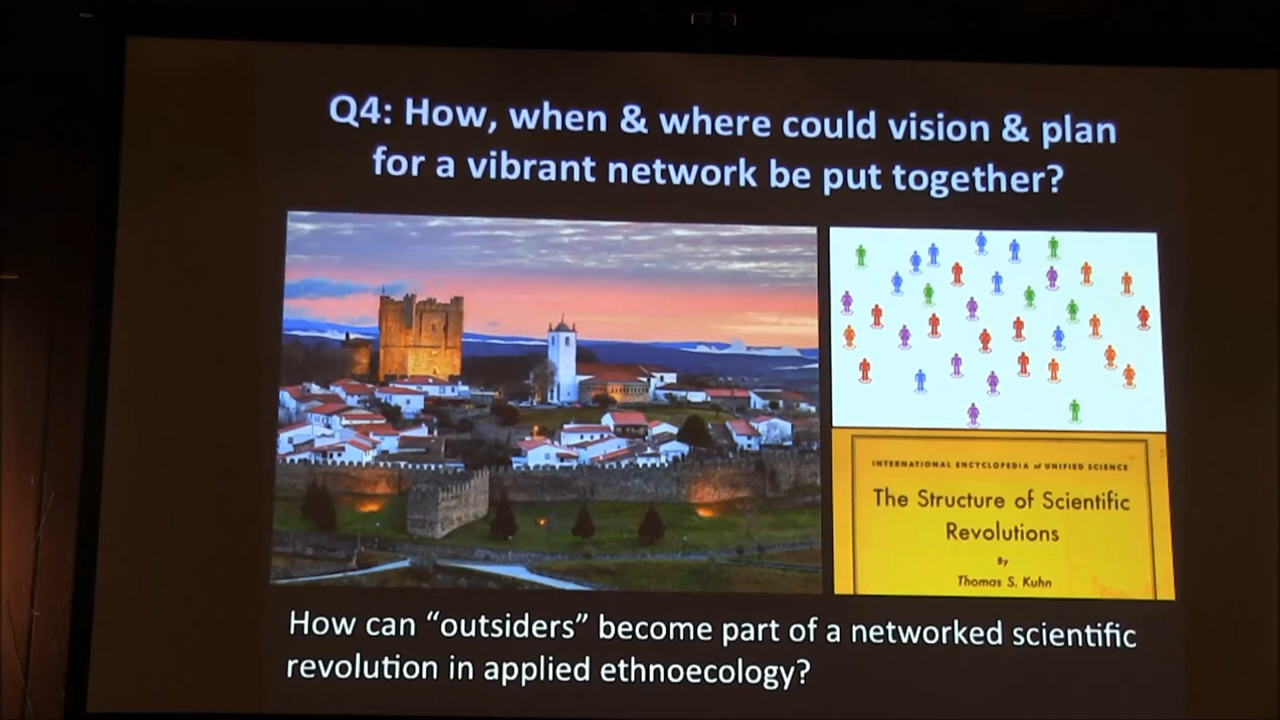 Q4: How, when & where could vision & plan
for a vibrant network be put together?
INTERNATIONAL ENCYCLOPEDIA of UNIFIED SCIENCE
The Structure of Scientific
Revolutions
By
Thomas S. Kuhn
How can “outsiders” become part of a networked scientific
revolution in applied ethnoecology?